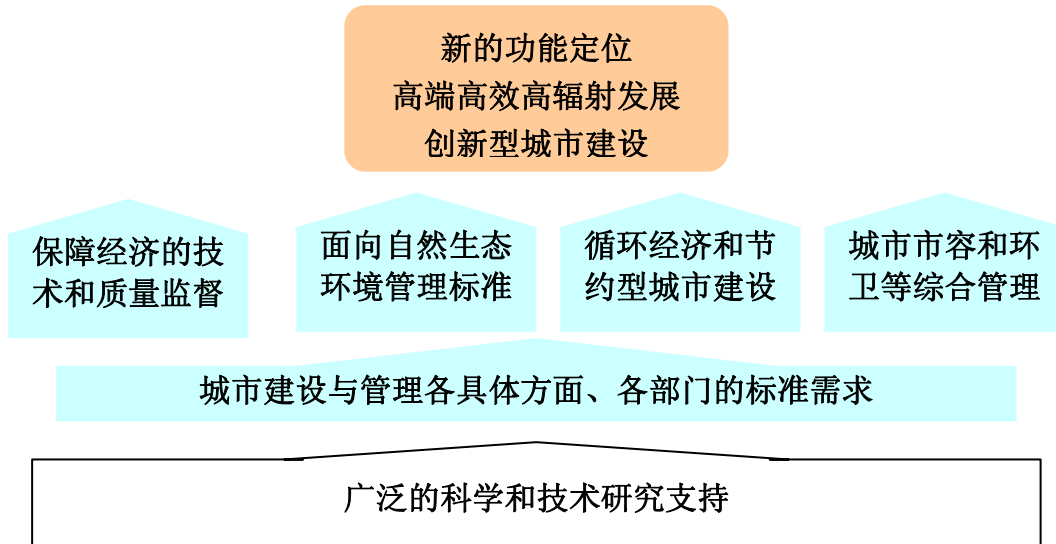 新的功能定位
高端高效高辐射发展
创新型城市建设
保障经济的技
术和质量监督
面向自然生态
环境管理标准
循环经济和节
约型城市建设
城市市容和环
卫等综合管理
城市建设与管理各具体方面、各部门的标准需求
广泛的科学和技术研究支持